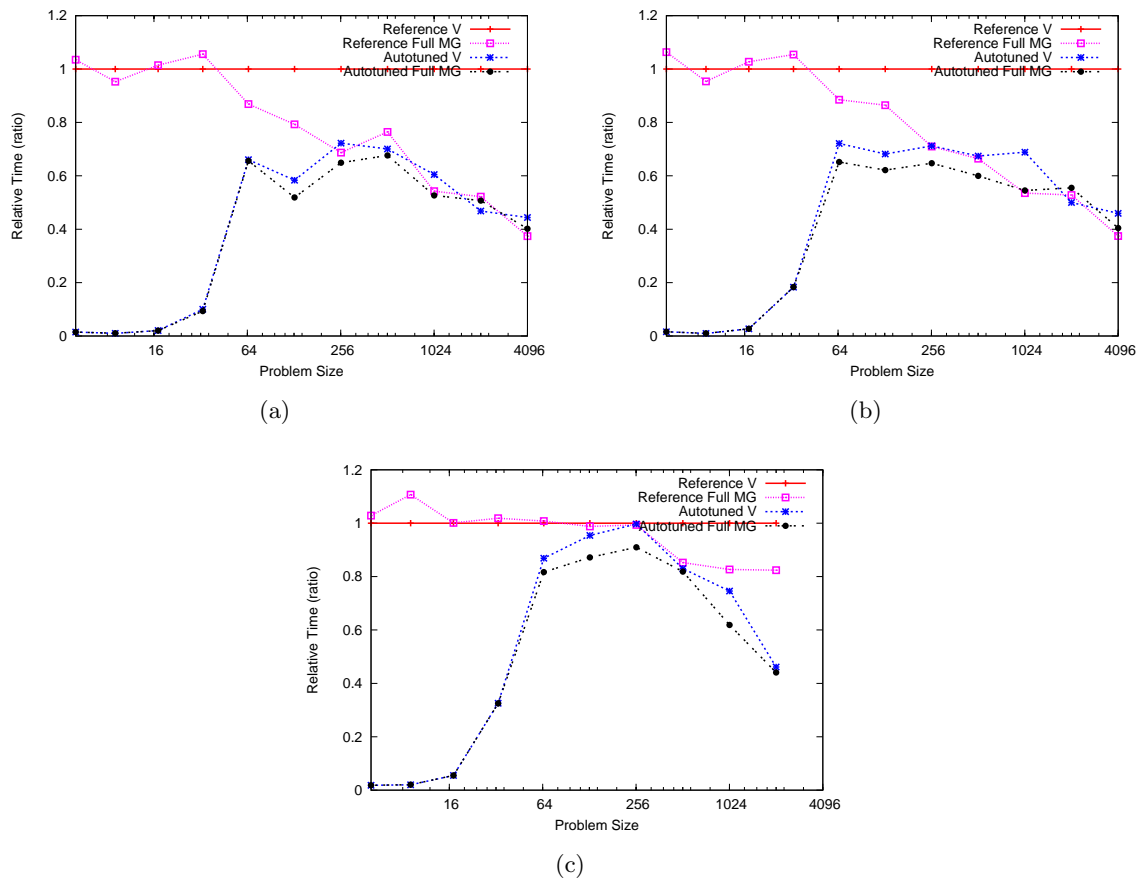 1.2
1
0.8
0.6
0.4
0.2
0
Relative Time (ratio)
Reference V
Reference Full MG
Autotuned V
Autotuned Full MG
16 64 256 1024 4096
Problem Size
(a)
1.2
1
0.8
0.6
0.4
0.2
0
Relative Time (ratio)
Reference V
Reference Full MG
Autotuned V
Autotuned Full MG
16 64 256 1024 4096
Problem Size
(b)
1.2
1
0.8
0.6
0.4
0.2
0
Relative Time (ratio)
Reference V
Reference Full MG
Autotuned V
Autotuned Full MG
16 64 256 1024 4096
Problem Size
(c)